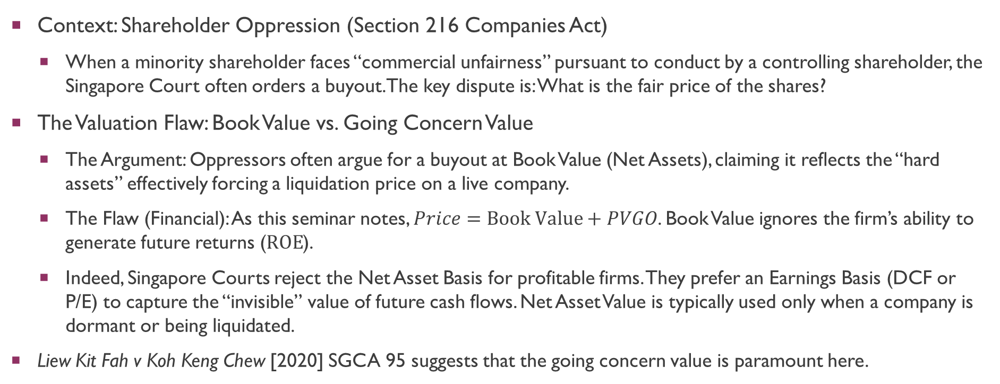 Context: Shareholder Oppression (Section 216 Companies Act)
When a minority shareholder faces “commercial unfairness” pursuant to conduct by a controlling shareholder, the
Singapore Court often orders a buyout. The key dispute is: What is the fair price of the shares?
The Valuation Flaw: Book Value vs. Going Concern Value
The Argument: Oppressors often argue for a buyout at Book Value (Net Assets), claiming it reflects the “hard
assets” effectively forcing a liquidation price on a live company.
The Flaw (Financial): As this seminar notes, Price = Book Value + PVGO. Book Value ignores the firm’s ability to
generate future returns (ROE).
Indeed, Singapore Courts reject the Net Asset Basis for profitable firms. They prefer an Earnings Basis (DCF or
P/E) to capture the “invisible” value of future cash flows. Net Asset Value is typically used only when a company is
dormant or being liquidated.
Liew Kit Fah v Koh Keng Chew [2020] SGCA 95 suggests that the going concern value is paramount here.